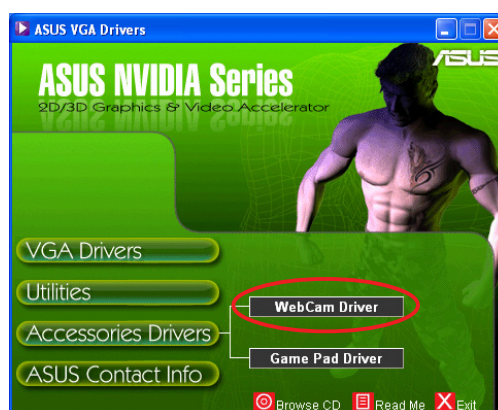 ASUS VGA Drivers
ASUS
ASUS NVIDIA Series
2D/3D Graphics & Video Accelerator
VGA Drivers
Utilities
WebCam Driver
Accessories Drivers
Game Pad Driver
ASUS Contact Info
Browse CD
Read Me
Exit